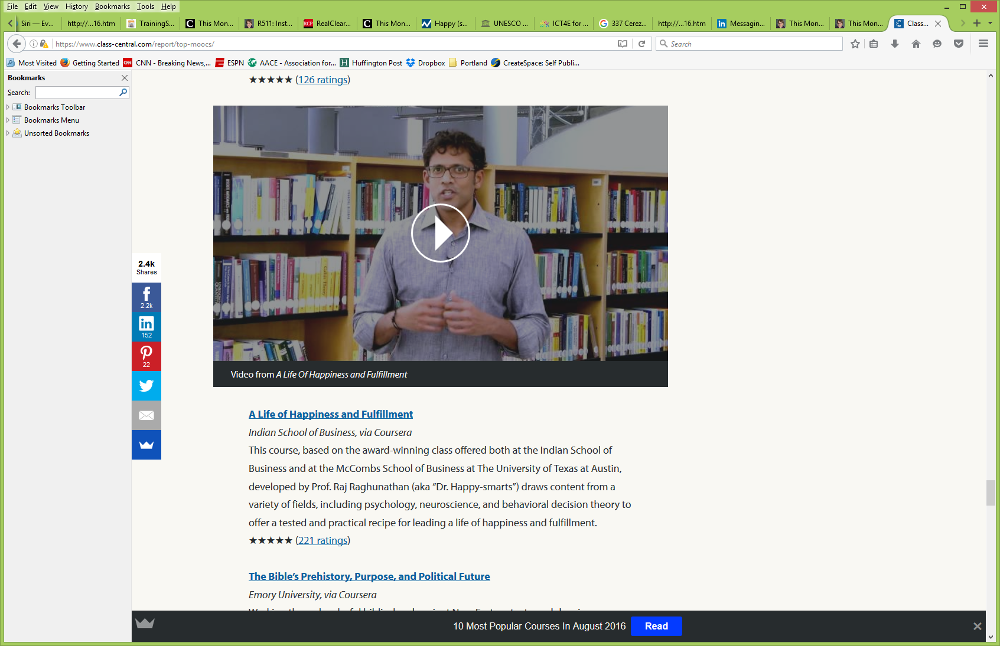 File Edit View History Bookmarks Tools Help
Siri — Ev... http://...16.htm TrainingS... This Mon... R511: Inst... RealClear... This Mon... Happy (s... UNESCO ... ICT4E for ... 337 Cerez... http://...16.htm Messagin... This Mon... This Mon... Class...
https://www.class-central.com/report/top-moocs/ Search
Most Visited Getting Started CNN - Breaking News,... ESPN AACE - Association for... Huffington Post Dropbox Portland CreateSpace: Self Publi...
Bookmarks
Search:
Bookmarks Toolbar
Bookmarks Menu
Unsorted Bookmarks
★★★★★ (126 ratings)
2.4k
Shares
2.2k
152
22
Video from A Life Of Happiness and Fulfillment
A Life of Happiness and Fulfillment
Indian School of Business, via Coursera
This course, based on the award-winning class offered both at the Indian School of
Business and at the McCombs School of Business at The University of Texas at Austin,
developed by Prof. Raj Raghunathan (aka “Dr. Happy-smarts”) draws content from a
variety of fields, including psychology, neuroscience, and behavioral decision theory to
offer a tested and practical recipe for leading a life of happiness and fulfillment.
★★★★★ (221 ratings)
The Bible’s Prehistory, Purpose, and Political Future
Emory University, via Coursera
10 Most Popular Courses In August 2016 Read